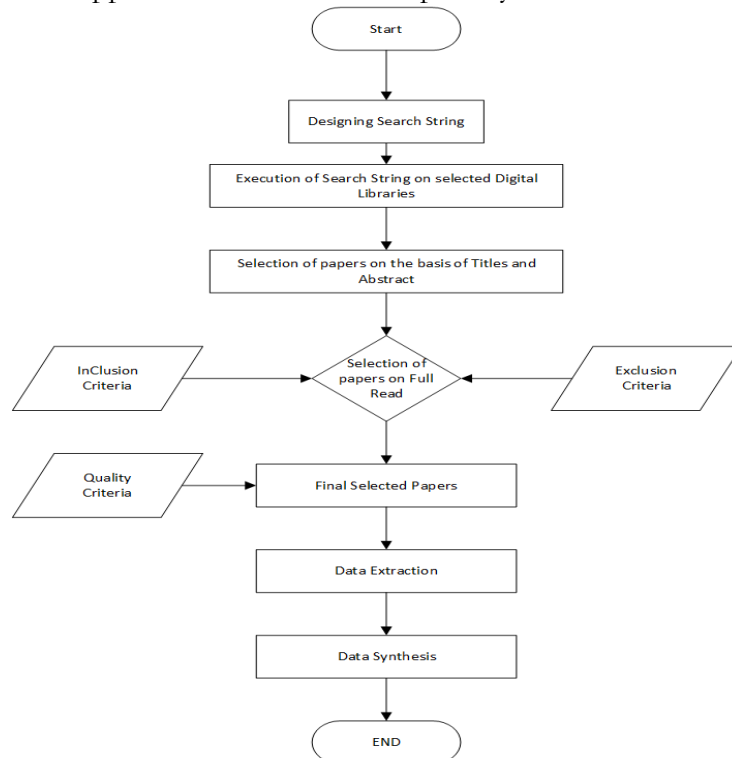 Start
Designing Search String
Execution of Search String on selected Digital
Libraries
Selection of papers on the basis of Titles and
Abstract
InClusion
Criteria
Selection of
papers on Full
Read
Exclusion
Criteria
Quality
Criteria
Final Selected Papers
Data Extraction
Data Synthesis
END